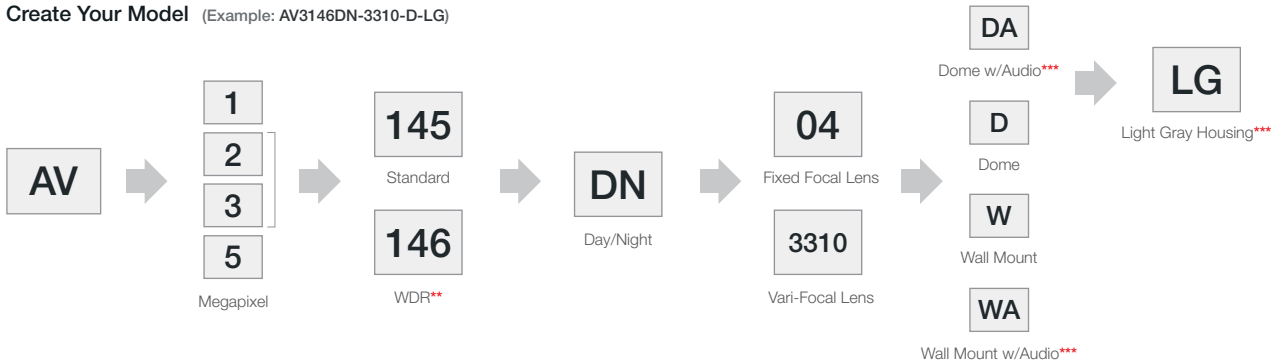 Create Your Model (Example: AV3146DN-3310-D-LG)
AV
1
2
3
5
Megapixel
145
Standard
146
WDR**
DN
Day/Night
04
Fixed Focal Lens
3310
Vari-Focal Lens
DA
Dome w/Audio***
D
Dome
W
Wall Mount
WA
Wall Mount w/Audio***
LG
Light Gray Housing***